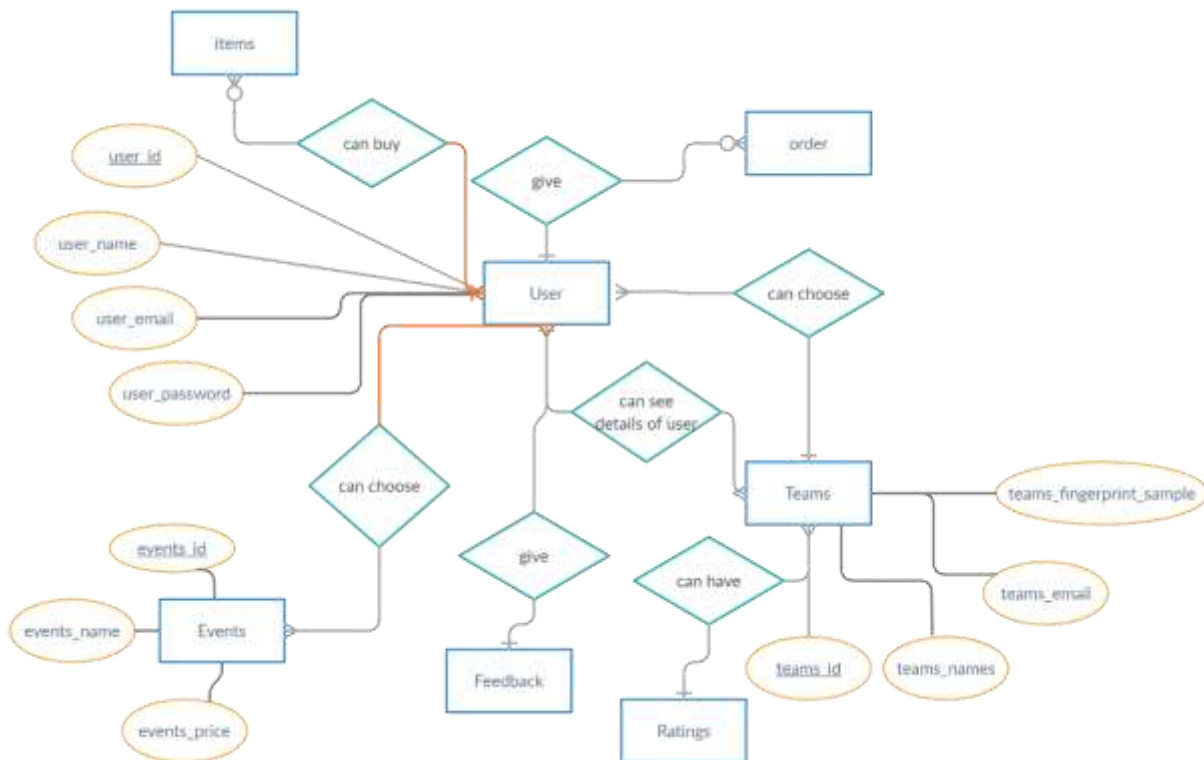 Items
can buy
order
user_id
give
user_name
User
can choose
user_email
user_password
can see
details of user
can choose
Teams
teams_fingerprint_sample
events_id
give
can have
teams_email
events_name
Events
Feedback
teams_id
teams_names
events_price
Ratings